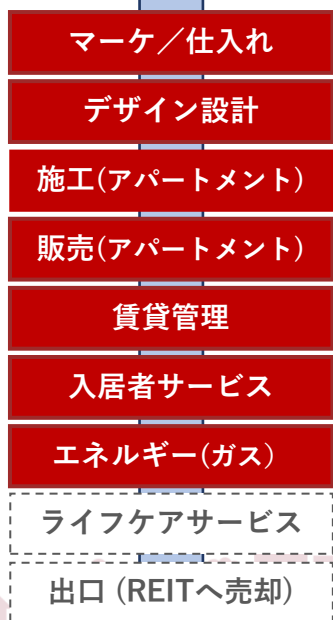 マーケ／仕入れ
デザイン設計
施工(アパートメント)
販売(アパートメント)
賃貸管理
入居者サービス
エネルギー(ガス)
ライフケアサービス
出口 (REITへ売却)